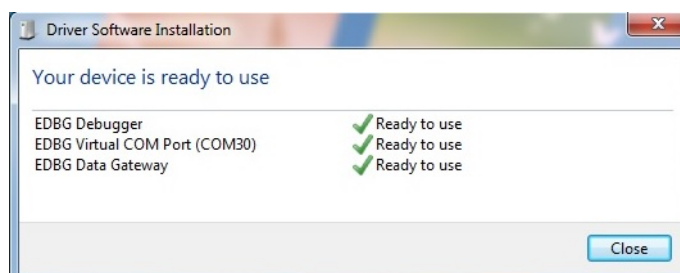 Driver Software Installation
Your device is ready to use
EDBG Debugger Ready to use
EDBG Virtual COM Port (COM30) Ready to use
EDBG Data Gateway Ready to use
Close